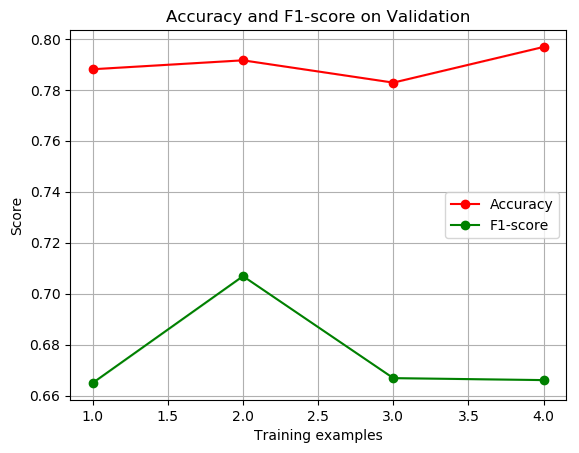 Accuracy and F1-score on Validation
0.80
0.78
0.76
0.74
0.72
0.70
0.68
0.66
Score
Accuracy
F1-score
1.0 1.5 2.0 2.5 3.0 3.5 4.0
Training examples